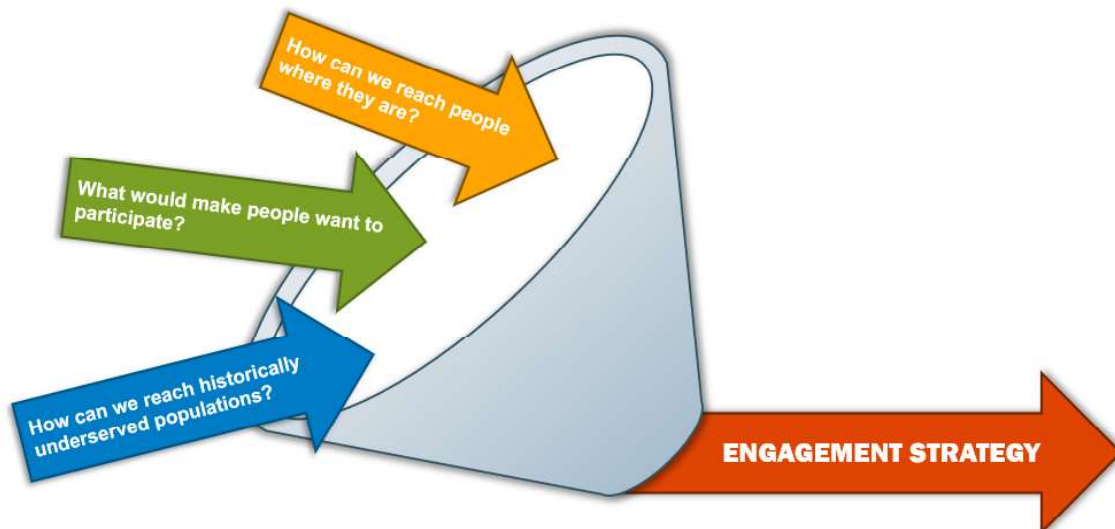 How can we reach people
where they are?
What would make people want to
participate?
How can we reach historically
underserved populations?
ENGAGEMENT STRATEGY